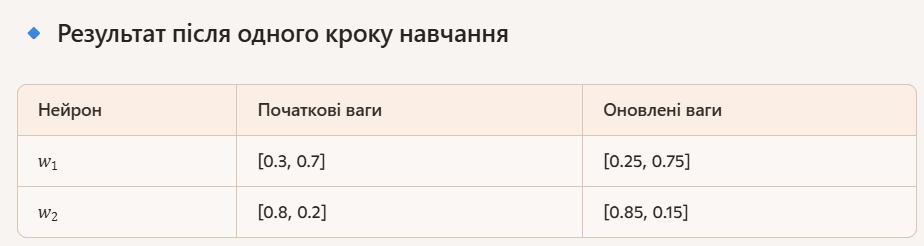 Результат після одного кроку навчання
Нейрон Початкові ваги Оновлені ваги
w₁ [0.3, 0.7] [0.25, 0.75]
w₂ [0.8, 0.2] [0.85, 0.15]